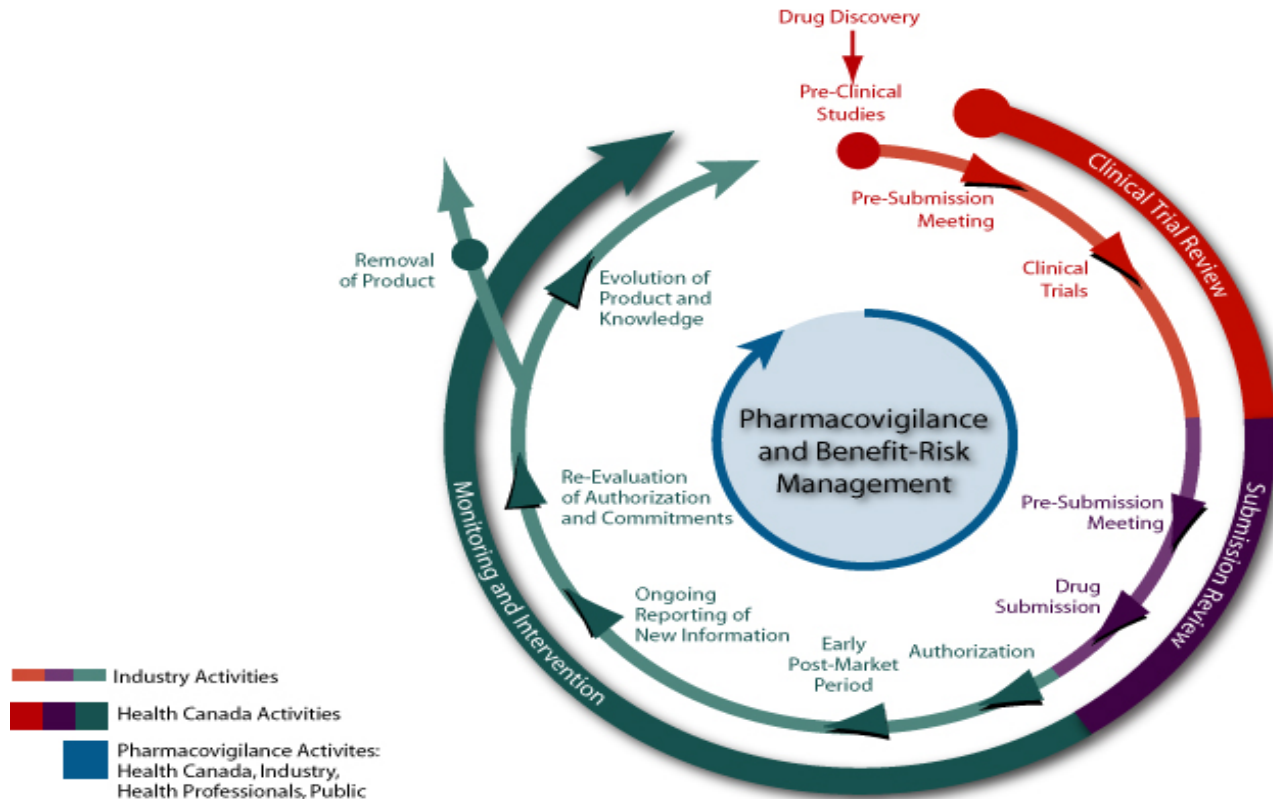 Drug Discovery
Pre-Clinical
Studies
Pre-Submission
Meeting
Clinical
Trials
Clinical Trial Review
Pre-Submission
Meeting
Drug
Submission
Submission Review
Authorization
Early
Post-Market
Period
Ongoing
Reporting of
New Information
Re-Evaluation
of Authorization
and Commitments
Evolution of
Product and
Knowledge
Removal
of Product
Monitoring and Intervention
Pharmacovigilance
and Benefit-Risk
Management
Industry Activities
Health Canada Activities
Pharmacovigilance Activites:
Health Canada, Industry,
Health Professionals, Public